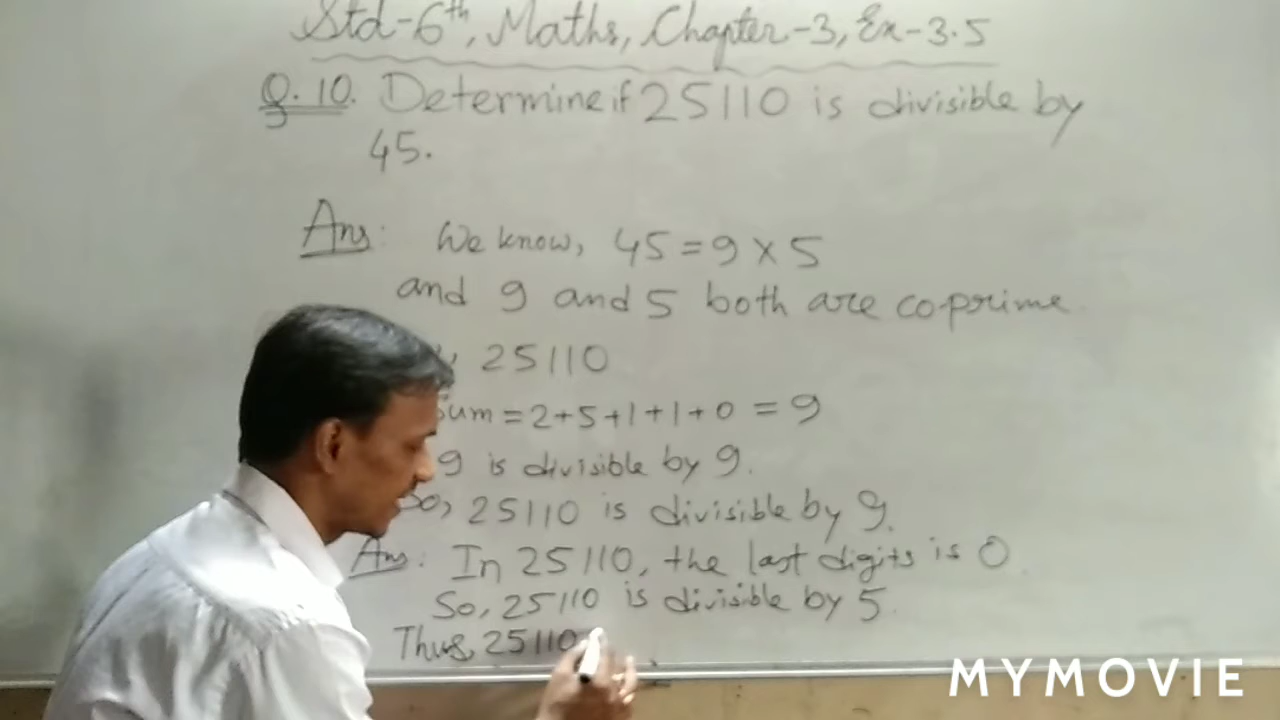 Std-6th, Maths, Chapter-3, Ex-3.5
Q.10. Determine if 25110 is divisible by
45.
Ans: We know, 45 = 9 × 5
and 9 and 5 both are coprime.
25110
Sum = 2+5+1+1+0 = 9
9 is divisible by 9.
So, 25110 is divisible by 9.
Ans: In 25110, the last digits is 0.
So, 25110 is divisible by 5.
Thus, 25110
MYMOVIE